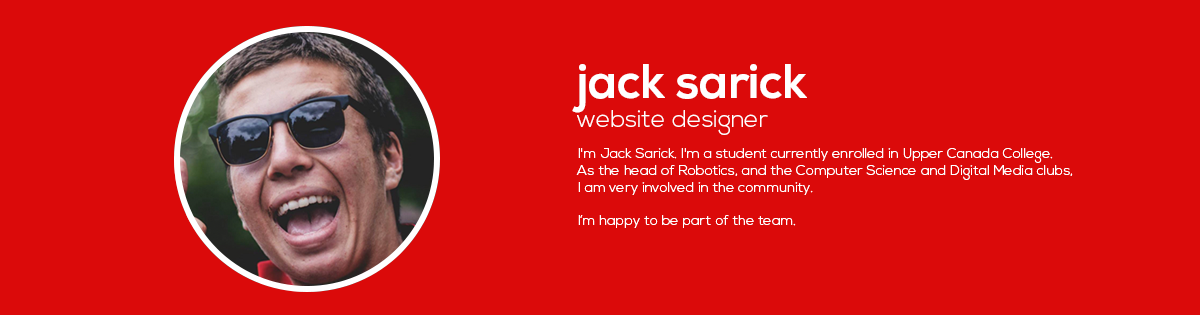 jack sarick
website designer
I'm Jack Sarick. I'm a student currently enrolled in Upper Canada College.
As the head of Robotics, and the Computer Science and Digital Media clubs,
I am very involved in the community.
I'm happy to be part of the team.